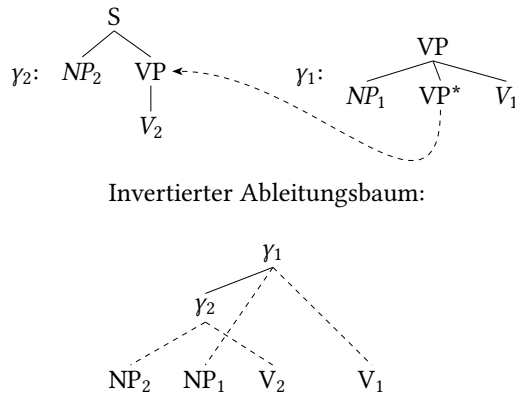 S
VP
γ₂: NP₂ VP γ₁: NP₁ VP* V₁
V₂
Invertierter Ableitungsbaum:
γ₁
γ₂
NP₂ NP₁ V₂ V₁